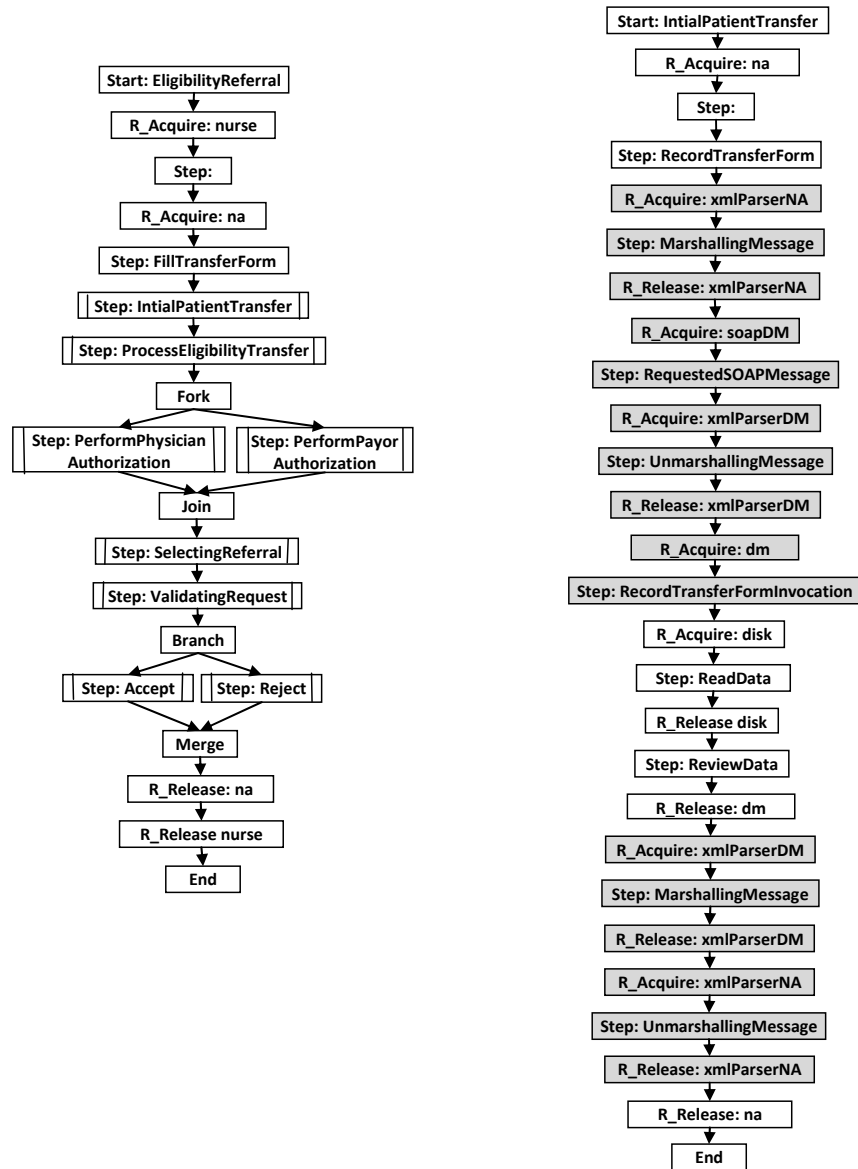 Start: EligibilityReferral
R_Acquire: nurse
Step:
R_Acquire: na
Step: FillTransferForm
Step: IntialPatientTransfer
Step: ProcessEligibilityTransfer
Fork
Step: PerformPhysician
Authorization
Step: PerformPayor
Authorization
Join
Step: SelectingReferral
Step: ValidatingRequest
Branch
Step: Accept
Step: Reject
Merge
R_Release: na
R_Release nurse
End
Start: IntialPatientTransfer
R_Acquire: na
Step:
Step: RecordTransferForm
R_Acquire: xmlParserNA
Step: MarshallingMessage
R_Release: xmlParserNA
R_Acquire: soapDM
Step: RequestedSOAPMessage
R_Acquire: xmlParserDM
Step: UnmarshallingMessage
R_Release: xmlParserDM
R_Acquire: dm
Step: RecordTransferFormInvocation
R_Acquire: disk
Step: ReadData
R_Release disk
Step: ReviewData
R_Release: dm
R_Acquire: xmlParserDM
Step: MarshallingMessage
R_Release: xmlParserDM
R_Acquire: xmlParserNA
Step: UnmarshallingMessage
R_Release: xmlParserNA
R_Release: na
End